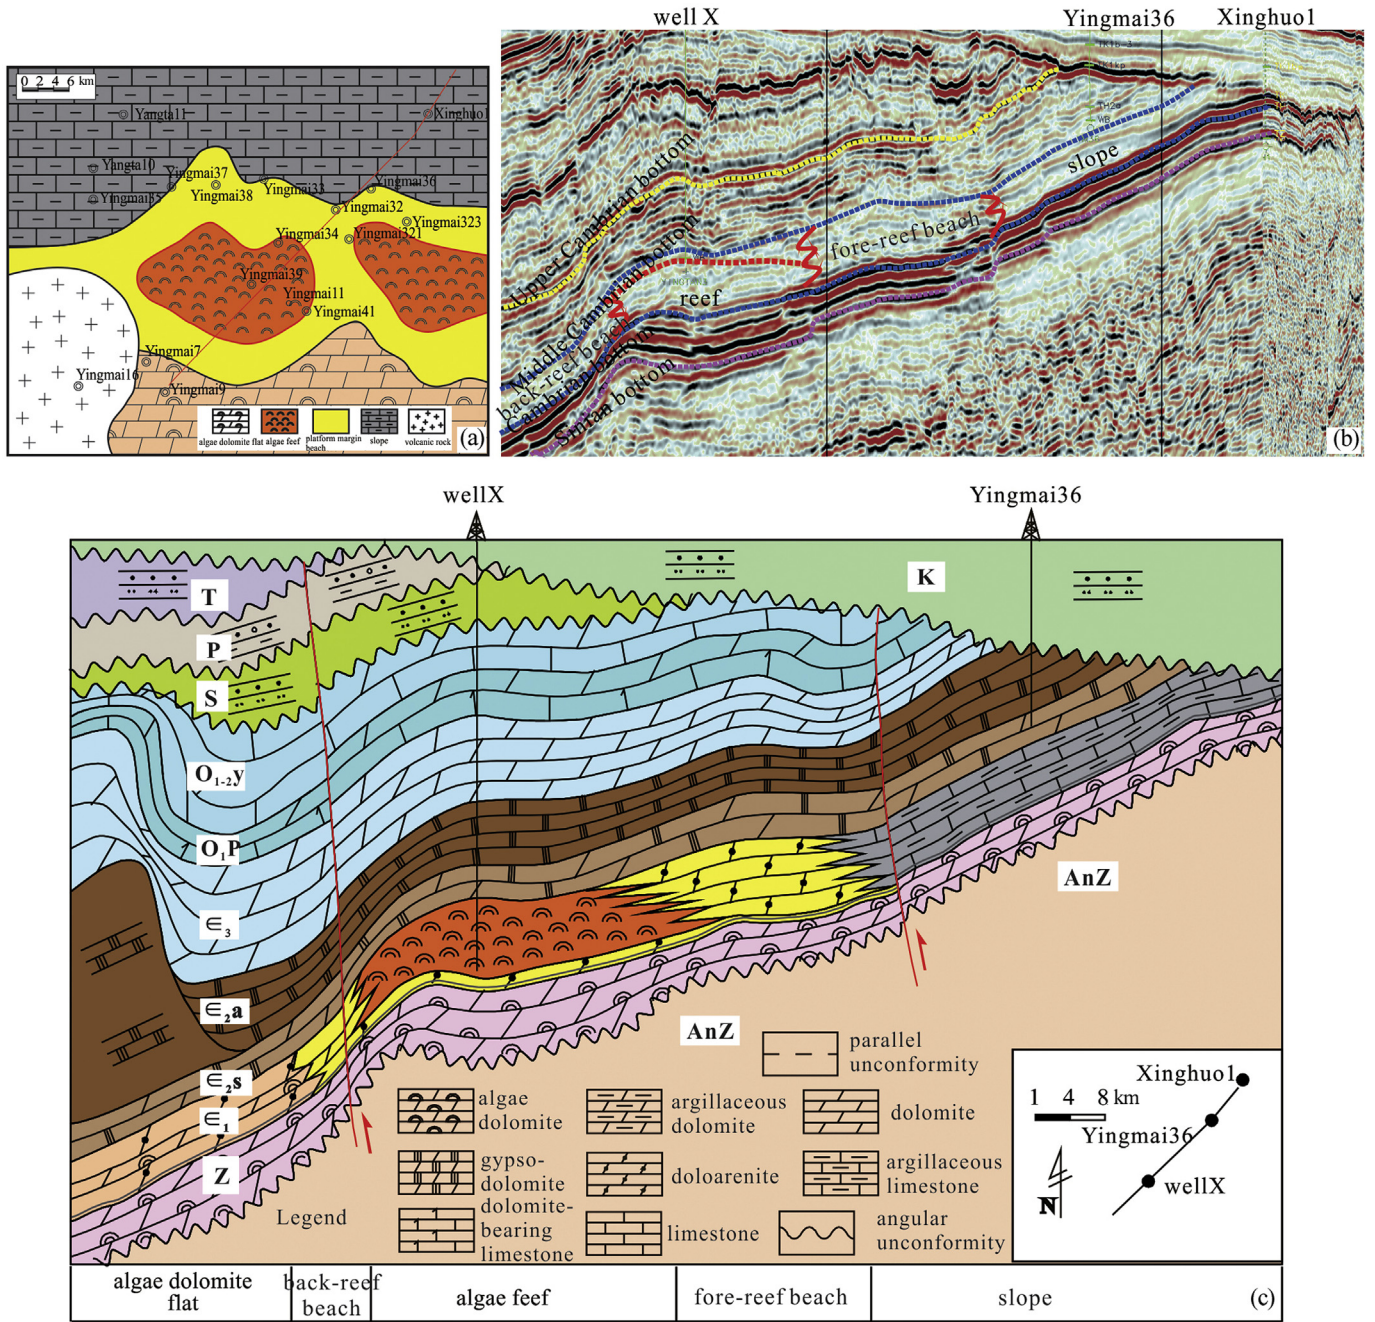 0 2 4 6 km
Yangta11
Xinghuo1
Yangta10
Yingmai37
Yingmai35
Yingmai38
Yingmai33
Yingmai36
Yingmai32
Yingmai323
Yingmai34
Yingmai321
Yingmai39
Yingmai11
Yingmai41
Yingmai7
Yingmai16
Yingmai9
algae dolomite flat
algae feef
platform margin
beach
slope
volcanic rock
(a)
well X
Yingmai36
Xinghuo1
Upper Cambrian bottom
Middle Cambrian bottom
back-reef beach
Cambrian bottom
Sinian bottom
reef
fore-reef beach
slope
(b)
wellX
Yingmai36
T
P
S
K
O₁₋₂y
O₁P
∈₃
∈₂a
∈₂s
∈₁
Z
AnZ
AnZ
parallel
unconformity
algae
dolomite
argillaceous
dolomite
dolomite
gypso-
dolomite
doloarenite
argillaceous
limestone
dolomite-
bearing
limestone
limestone
angular
unconformity
Legend
Xinghuo1
1 4 8 km
Yingmai36
wellX
N
algae dolomite
flat
back-reef
beach
algae feef
fore-reef beach
slope
(c)